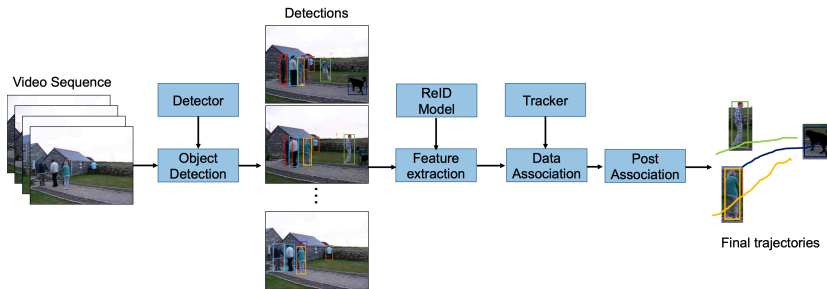 Detections
Video Sequence
Detector
ReID
Model
Tracker
Object
Detection
Feature
extraction
Data
Association
Post
Association
Final trajectories